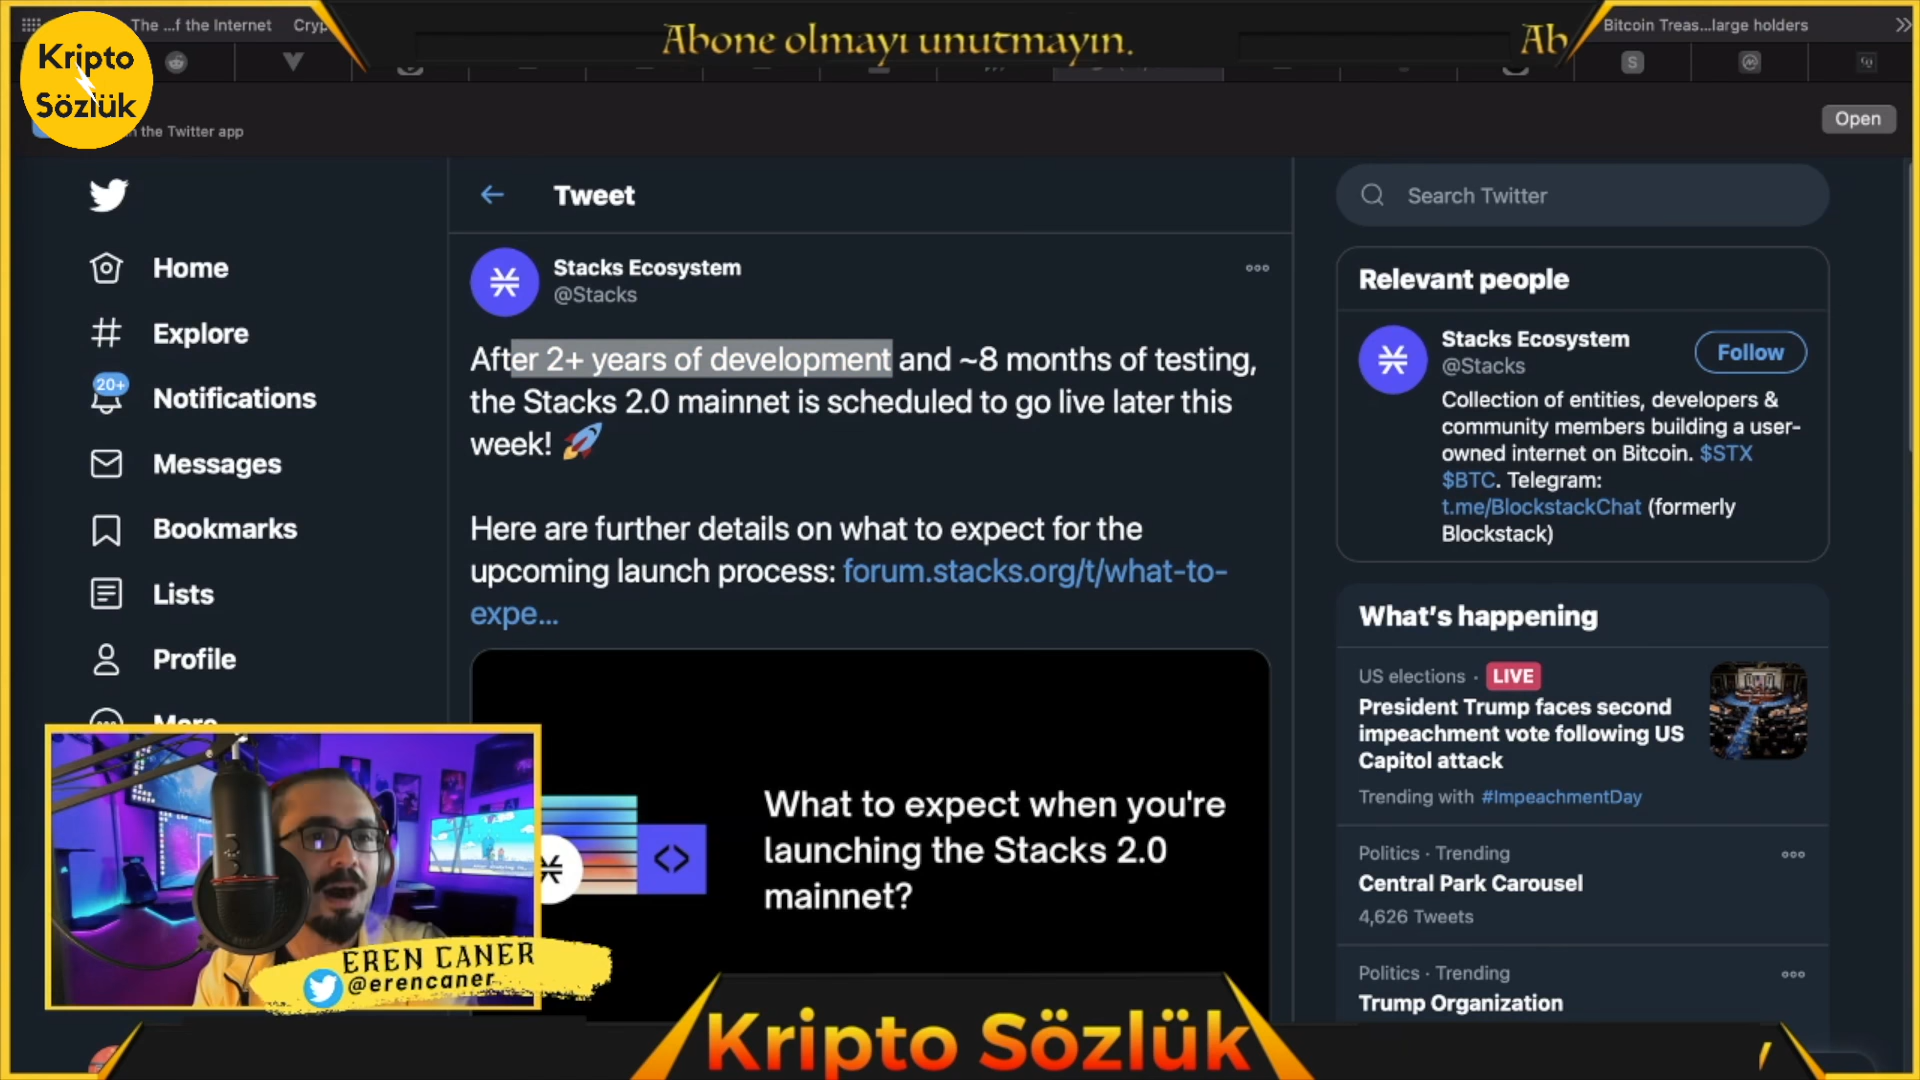 The ...f the Internet
Abone olmayı unutmayın.
Ab
Bitcoin Treas...large holders
Kripto
Sözlük
the Twitter app
Open
Tweet
Search Twitter
Home
Explore
20+
Notifications
Messages
Bookmarks
Lists
Profile
More
Stacks Ecosystem
@Stacks
After 2+ years of development and ~8 months of testing,
the Stacks 2.0 mainnet is scheduled to go live later this
week! 🚀
Here are further details on what to expect for the
upcoming launch process: forum.stacks.org/t/what-to-
expe...
What to expect when you're
launching the Stacks 2.0
mainnet?
Relevant people
Stacks Ecosystem
@Stacks
Follow
Collection of entities, developers &
community members building a user-
owned internet on Bitcoin. $STX
$BTC. Telegram:
t.me/BlockstackChat (formerly
Blockstack)
What's happening
US elections · LIVE
President Trump faces second
impeachment vote following US
Capitol attack
Trending with #ImpeachmentDay
Politics · Trending
Central Park Carousel
4,626 Tweets
Politics · Trending
Trump Organization
EREN CANER
@erencaner
Kripto Sözlük